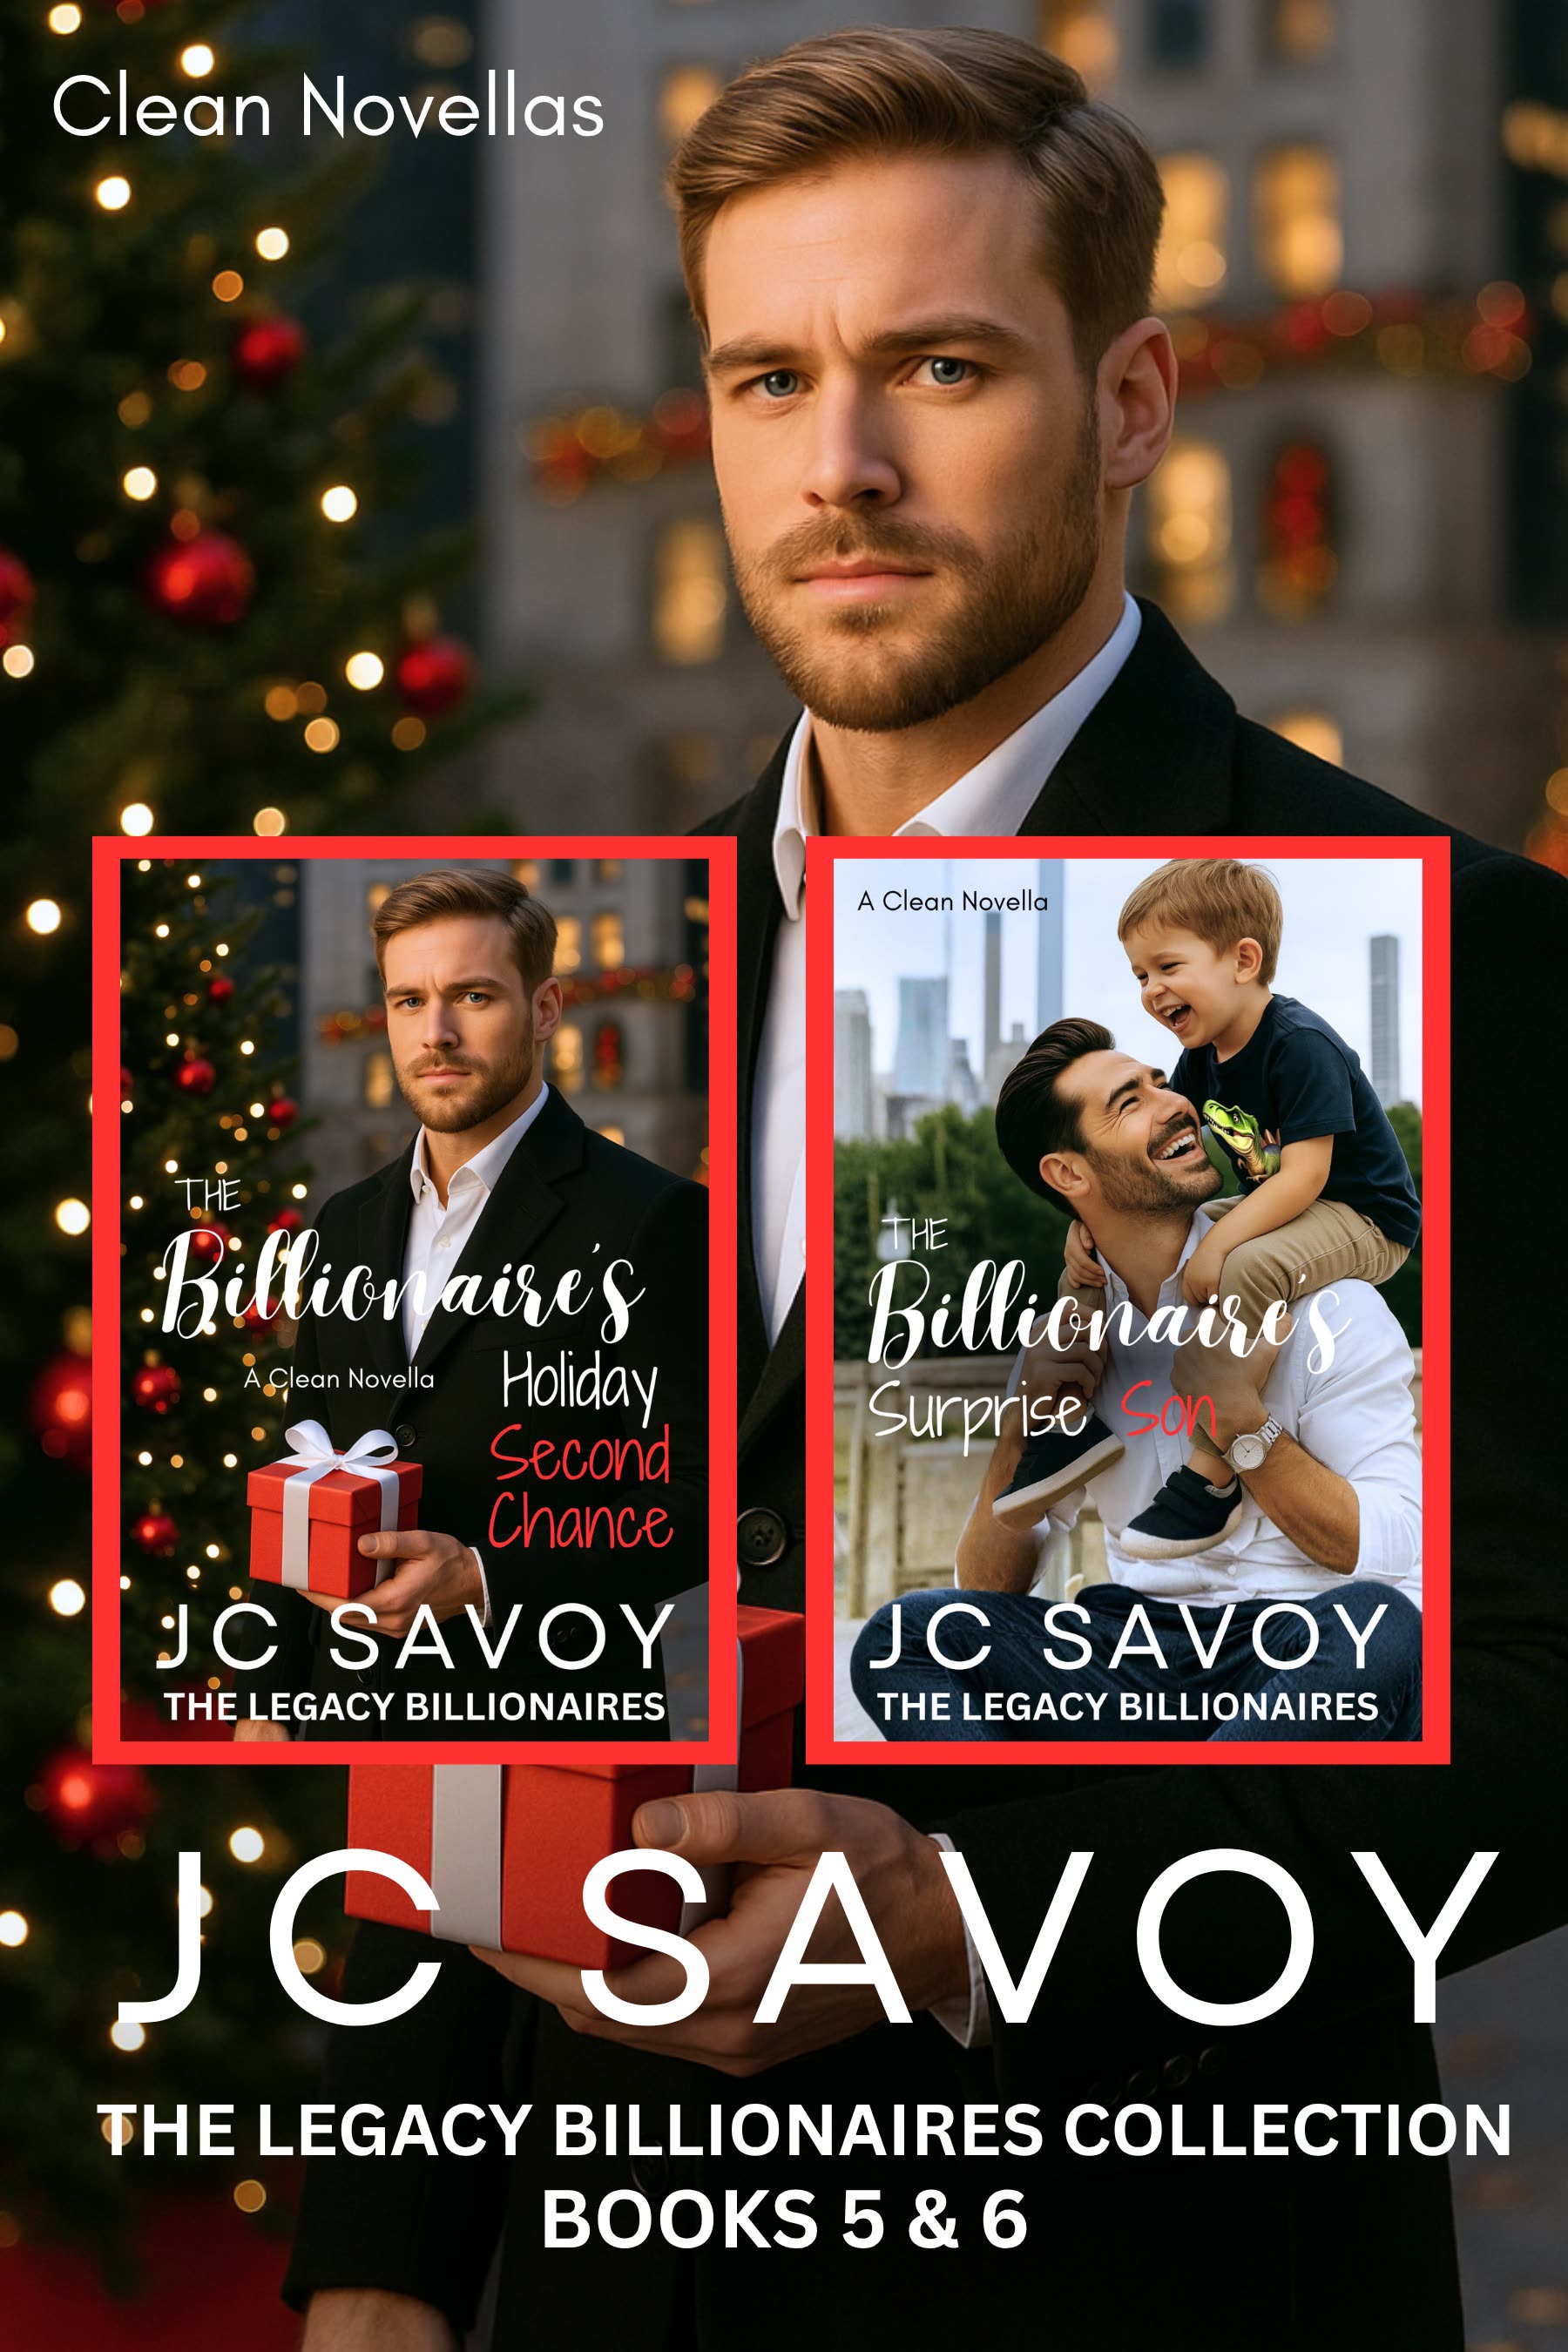 Clean Novellas
THE
Billionaire's
A Clean Novella
Holiday
Second
Chance
JC SAVOY
THE LEGACY BILLIONAIRES
A Clean Novella
THE
Billionaire's
Surprise Son
JC SAVOY
THE LEGACY BILLIONAIRES
JC SAVOY
THE LEGACY BILLIONAIRES COLLECTION
BOOKS 5 & 6